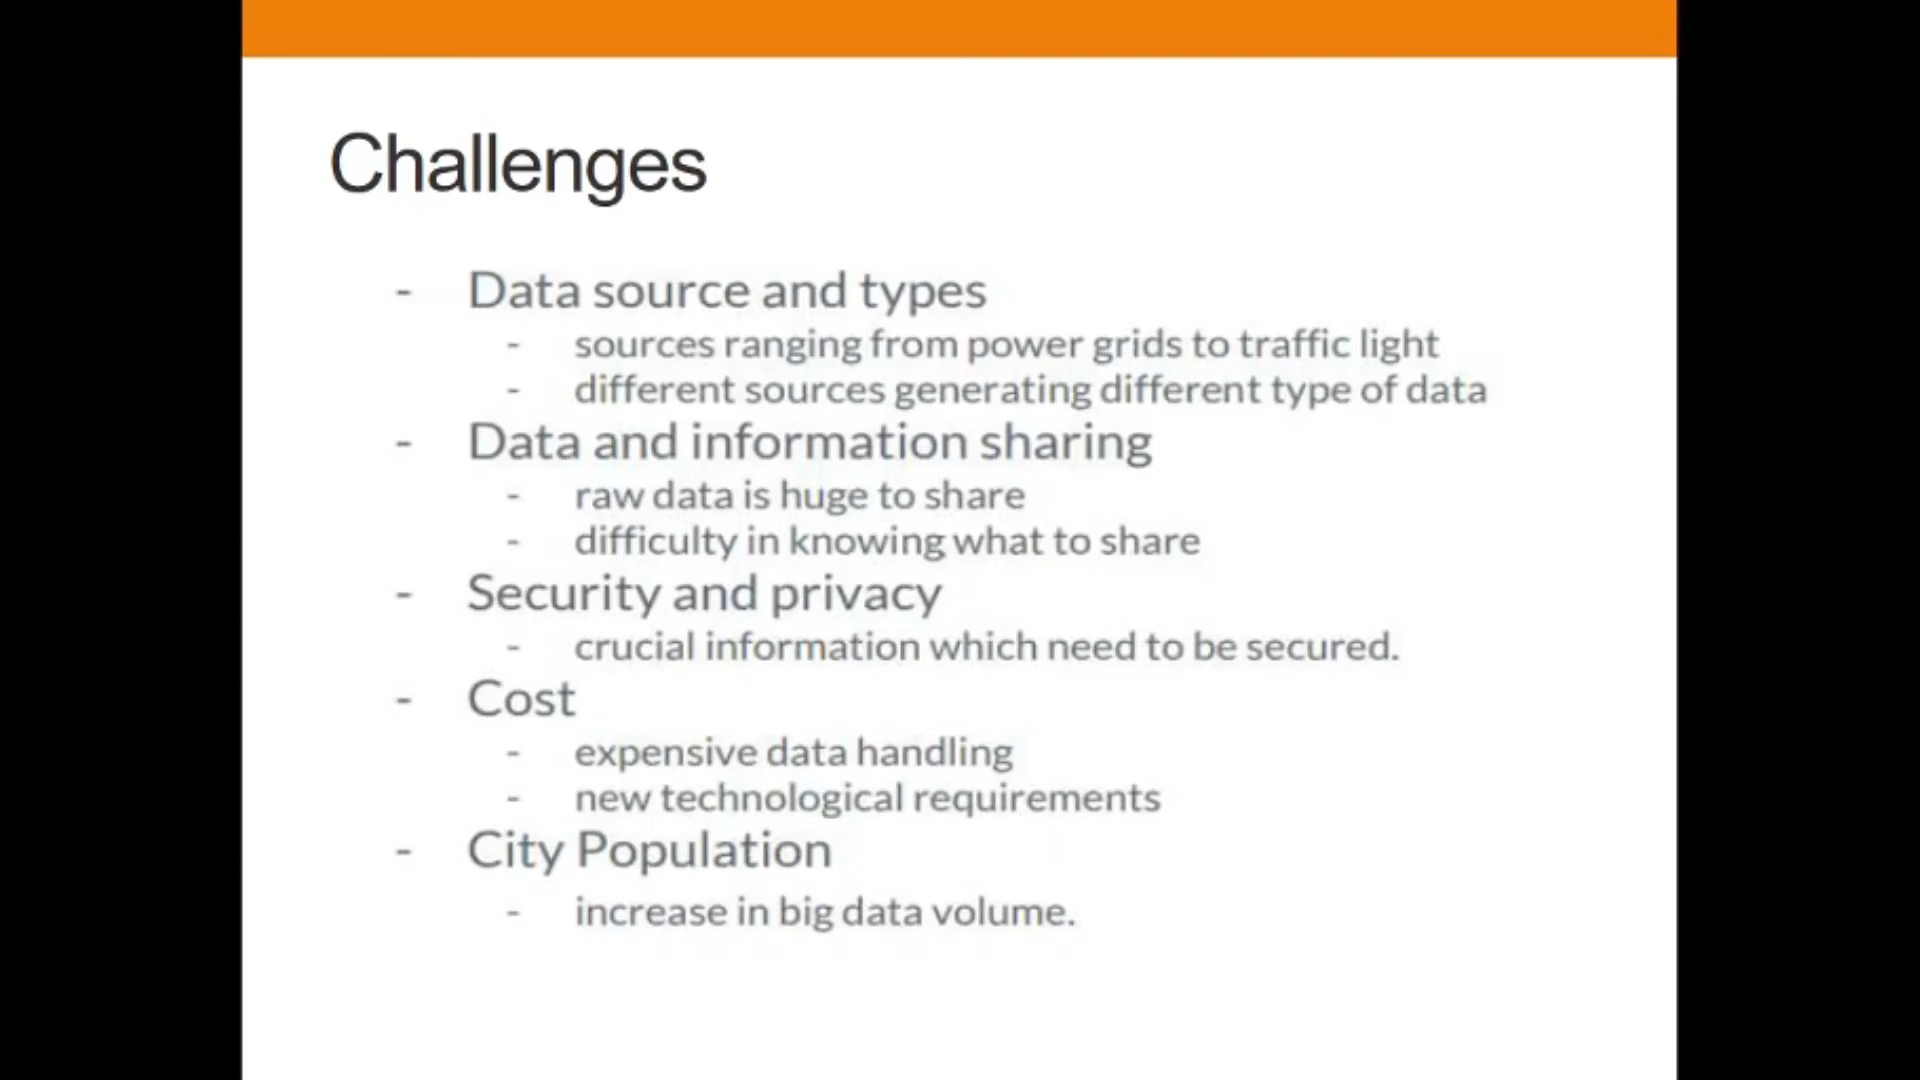 Challenges
- Data source and types
- sources ranging from power grids to traffic light
- different sources generating different type of data
- Data and information sharing
- raw data is huge to share
- difficulty in knowing what to share
- Security and privacy
- crucial information which need to be secured.
- Cost
- expensive data handling
- new technological requirements
- City Population
- increase in big data volume.